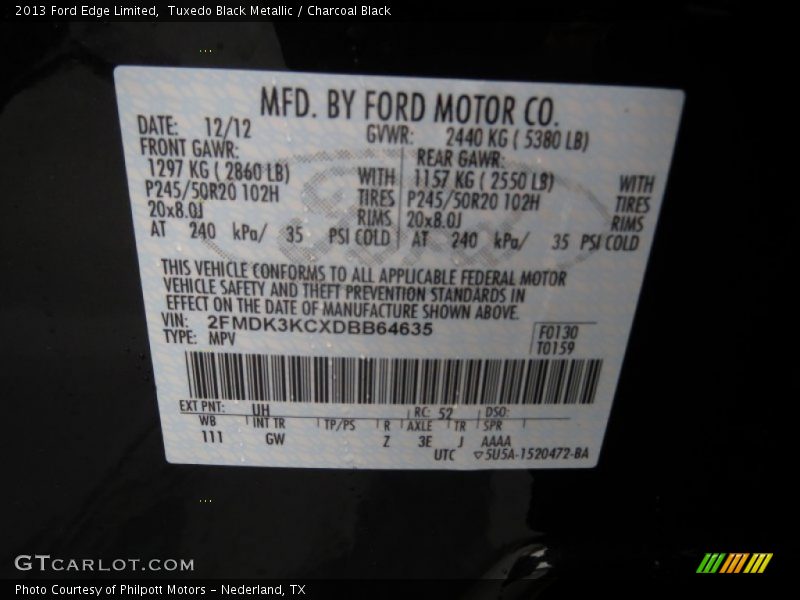 2013 Ford Edge Limited,  Tuxedo Black Metallic / Charcoal Black
MFD. BY FORD MOTOR CO.
DATE: 12/12 GVWR: 2440 KG ( 5380 LB)
FRONT GAWR: REAR GAWR:
1297 KG ( 2860 LB) WITH 1157 KG ( 2550 LB) WITH
P245/50R20 102H TIRES P245/50R20 102H TIRES
20x8.0J RIMS 20x8.0J RIMS
AT 240 kPa/ 35 PSI COLD AT 240 kPa/ 35 PSI COLD
THIS VEHICLE CONFORMS TO ALL APPLICABLE FEDERAL MOTOR
VEHICLE SAFETY AND THEFT PREVENTION STANDARDS IN
EFFECT ON THE DATE OF MANUFACTURE SHOWN ABOVE.
VIN: 2FMDK3KCXDBB64635
TYPE: MPV
F0130
T0159
EXT PNT: UH RC: 52 DSO:
WB INT TR TP/PS R AXLE TR SPR
111 GW Z 3E J AAAA
UTC ▽5U5A-1520472-BA
GTCARLOT.COM
Photo Courtesy of Philpott Motors - Nederland, TX